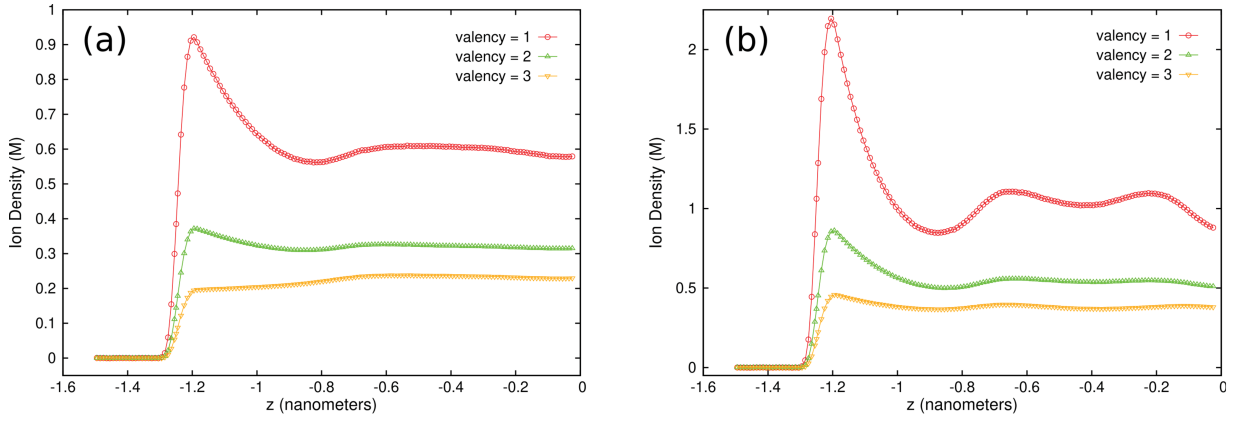 (a)
valency = 1
valency = 2
valency = 3
Ion Density (M)
1
0.9
0.8
0.7
0.6
0.5
0.4
0.3
0.2
0.1
0
-1.6 -1.4 -1.2 -1 -0.8 -0.6 -0.4 -0.2 0
z (nanometers)
(b)
valency = 1
valency = 2
valency = 3
Ion Density (M)
2
1.5
1
0.5
0
-1.6 -1.4 -1.2 -1 -0.8 -0.6 -0.4 -0.2 0
z (nanometers)